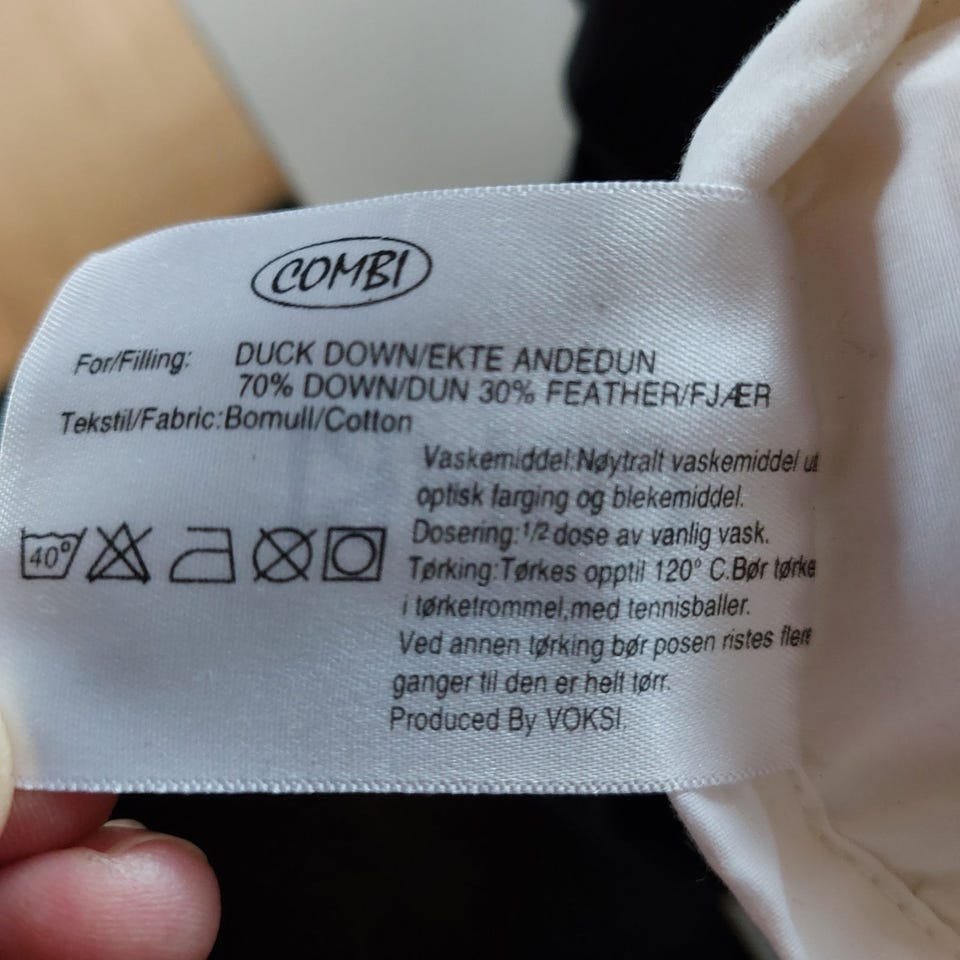 COMBI
For/Filling: DUCK DOWN/EKTE ANDEDUN
70% DOWN/DUN 30% FEATHER/FJÆR
Tekstil/Fabric:Bomull/Cotton
Vaskemiddel:Nøytralt vaskemiddel
optisk farging og blekemiddel.
Dosering:1/2 dose av vanlig vask.
40°
Tørking:Tørkes opptil 120° C.Bør tørke
i tørketrommel,med tennisballer.
Ved annen tørking bør posen ristes flere
ganger til den er helt tørr.
Produced By VOKSI